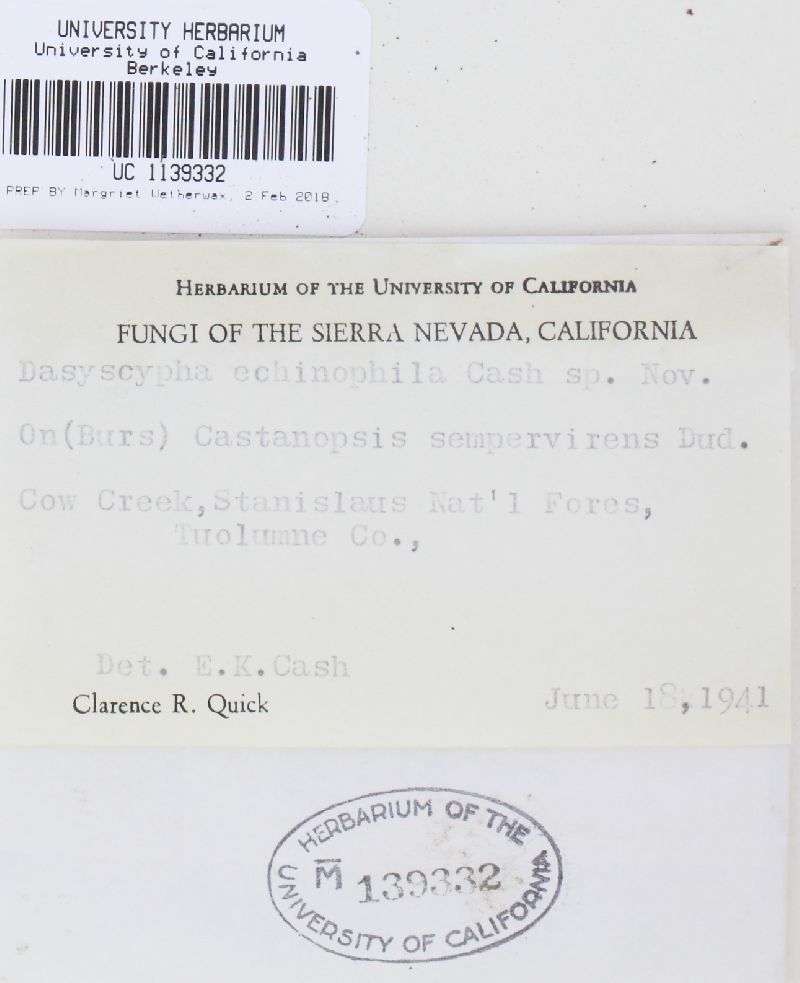 UNIVERSITY HERBARIUM
University of California
Berkeley
UC 1139332
PREP BY Margriet Wetherwax, 2 Feb 2018.
HERBARIUM OF THE UNIVERSITY OF CALIFORNIA
FUNGI OF THE SIERRA NEVADA, CALIFORNIA
Dasyscypha echinophila Cash sp. Nov.
On(Burs) Castanopsis sempervirens Dud.
Cow Creek,Stanislaus Nat'l Fores,
Tuolumne Co.,
Det. E.K.Cash
Clarence R. Quick
June 18,1941
HERBARIUM OF THE
M 139332
UNIVERSITY OF CALIFORNIA